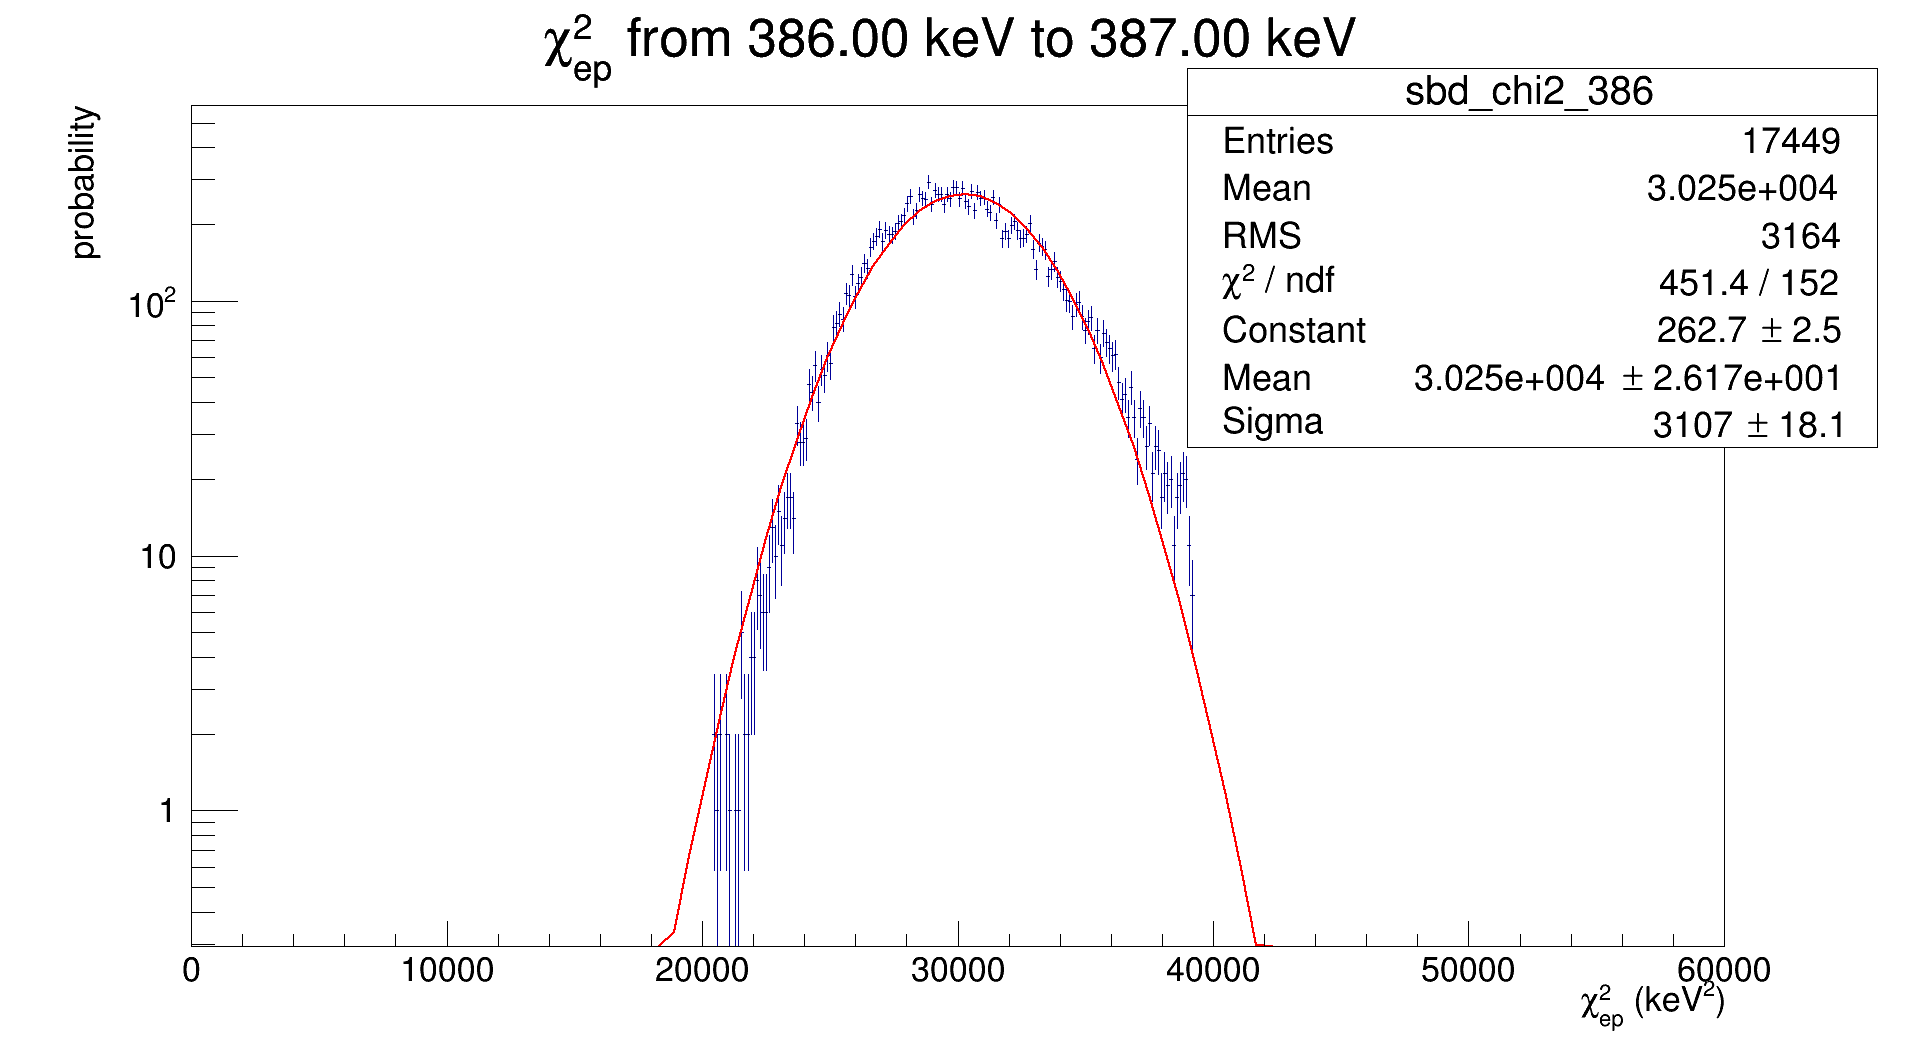 χ²ep from 386.00 keV to 387.00 keV
sbd_chi2_386
Entries 17449
Mean 3.025e+004
RMS 3164
χ² / ndf 451.4 / 152
Constant 262.7 ± 2.5
Mean 3.025e+004 ± 2.617e+001
Sigma 3107 ± 18.1
probability
10²
10
1
0 10000 20000 30000 40000 50000 60000
χ²ep (keV²)